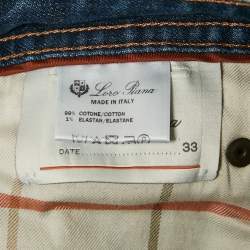 Loro Piana
MADE IN ITALY
99% COTONE/COTTON
1% ELASTAN/ELASTANE
DATE 33